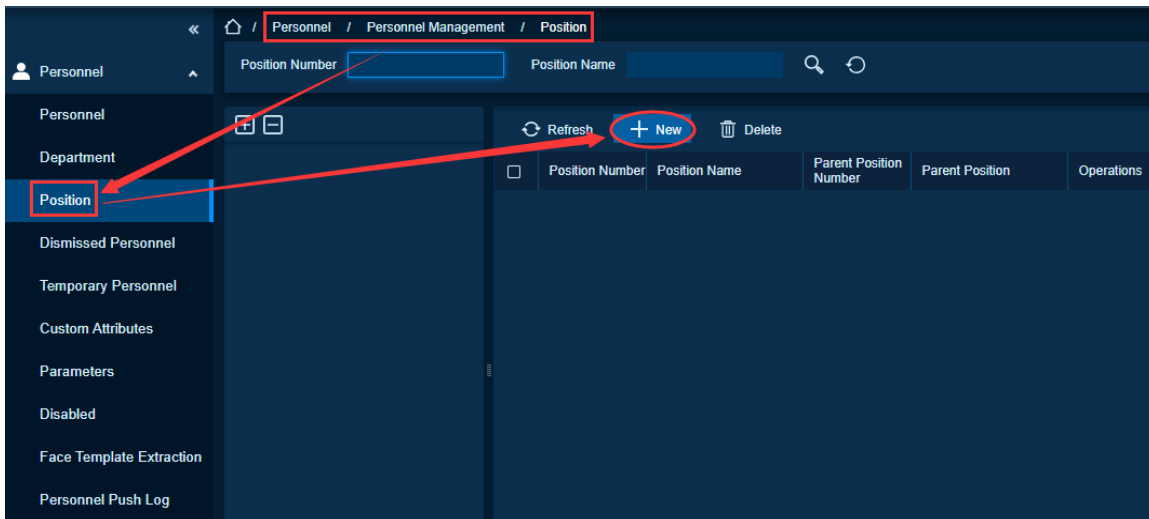 « / Personnel / Personnel Management / Position
Position Number Position Name
Personnel
Personnel
Department
Position
Dismissed Personnel
Temporary Personnel
Custom Attributes
Parameters
Disabled
Face Template Extraction
Personnel Push Log
Refresh New Delete
Position Number Position Name Parent Position Number Parent Position Operations